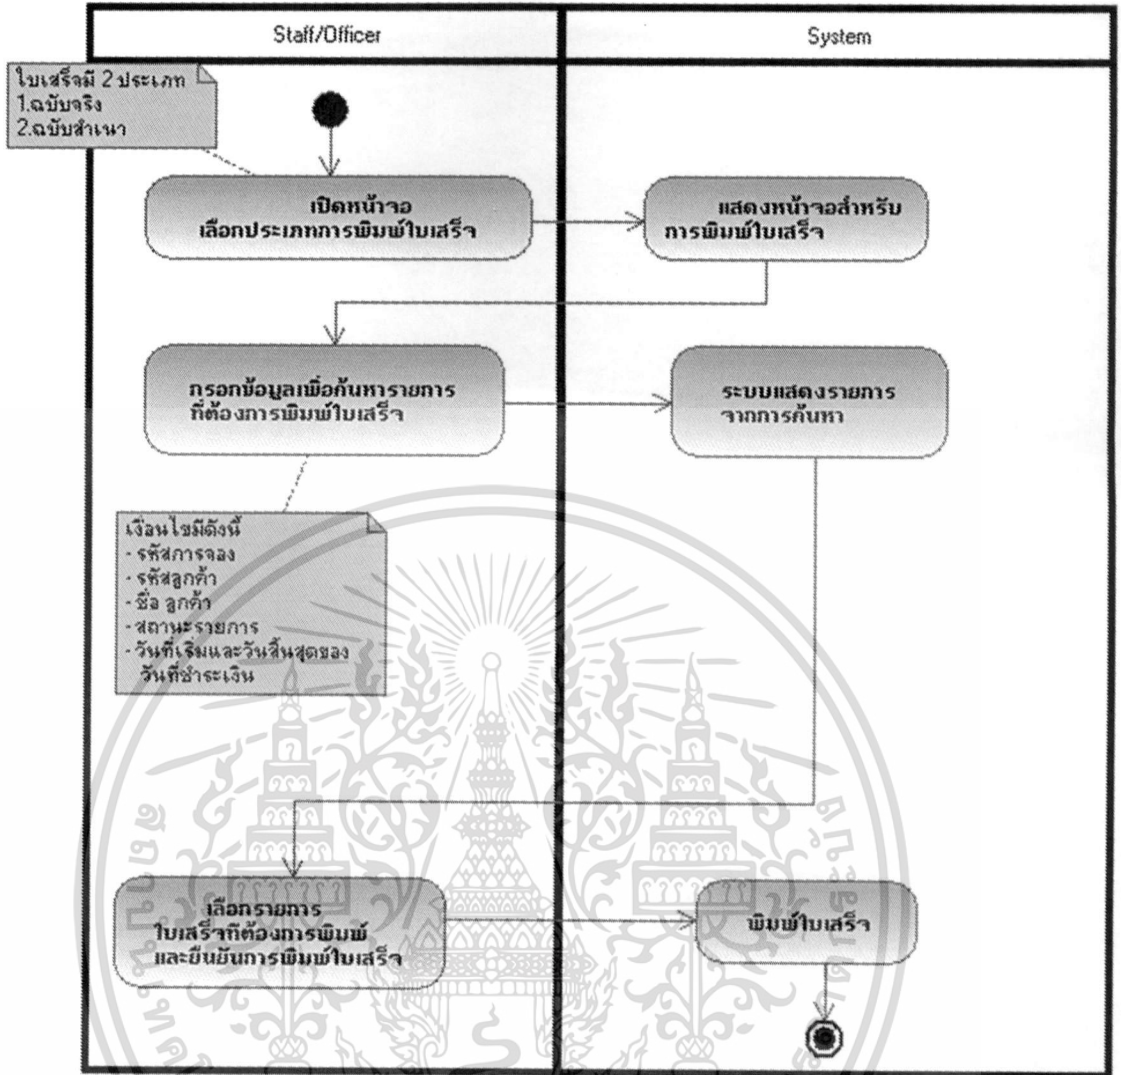 Staff/Officer
System
ใบเสร็จมี 2 ประเภท
1.ฉบับจริง
2.ฉบับสำเนา
เปิดหน้าจอ
เลือกประเภทการพิมพ์ใบเสร็จ
แสดงหน้าจอสำหรับ
การพิมพ์ใบเสร็จ
กรอกข้อมูลเพื่อค้นหารายการ
ที่ต้องการพิมพ์ใบเสร็จ
ระบบแสดงรายการ
จากการค้นหา
เงื่อนไขมีดังนี้
- รหัสการจอง
- รหัสลูกค้า
- ชื่อ ลูกค้า
- สถานะรายการ
- วันที่เริ่มและวันสิ้นสุดของ
วันที่ชำระเงิน
เลือกรายการ
ใบเสร็จที่ต้องการพิมพ์
และยืนยันการพิมพ์ใบเสร็จ
พิมพ์ใบเสร็จ